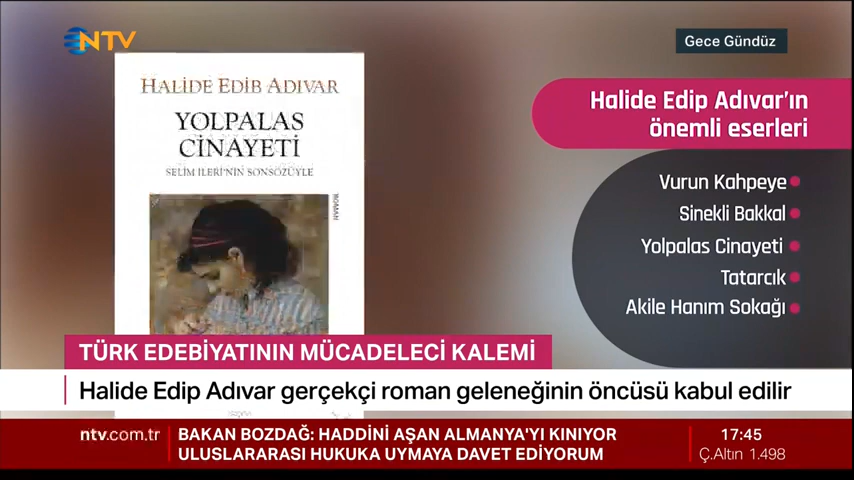 NTV
Gece Gündüz
HALİDE EDİB ADIVAR
YOLPALAS
CİNAYETİ
SELİM İLERİ'NİN SONSÖZÜYLE
ROMAN
Halide Edip Adıvar'ın
önemli eserleri
Vurun Kahpeye
Sinekli Bakkal
Yolpalas Cinayeti
Tatarcık
Akile Hanım Sokağı
TÜRK EDEBİYATININ MÜCADELECİ KALEMİ
Halide Edip Adıvar gerçekçi roman geleneğinin öncüsü kabul edilir
ntv.com.tr
BAKAN BOZDAĞ: HADDİNİ AŞAN ALMANYA'YI KINIYOR
ULUSLARARASI HUKUKA UYMAYA DAVET EDİYORUM
17:45
Ç.Altın 1.498